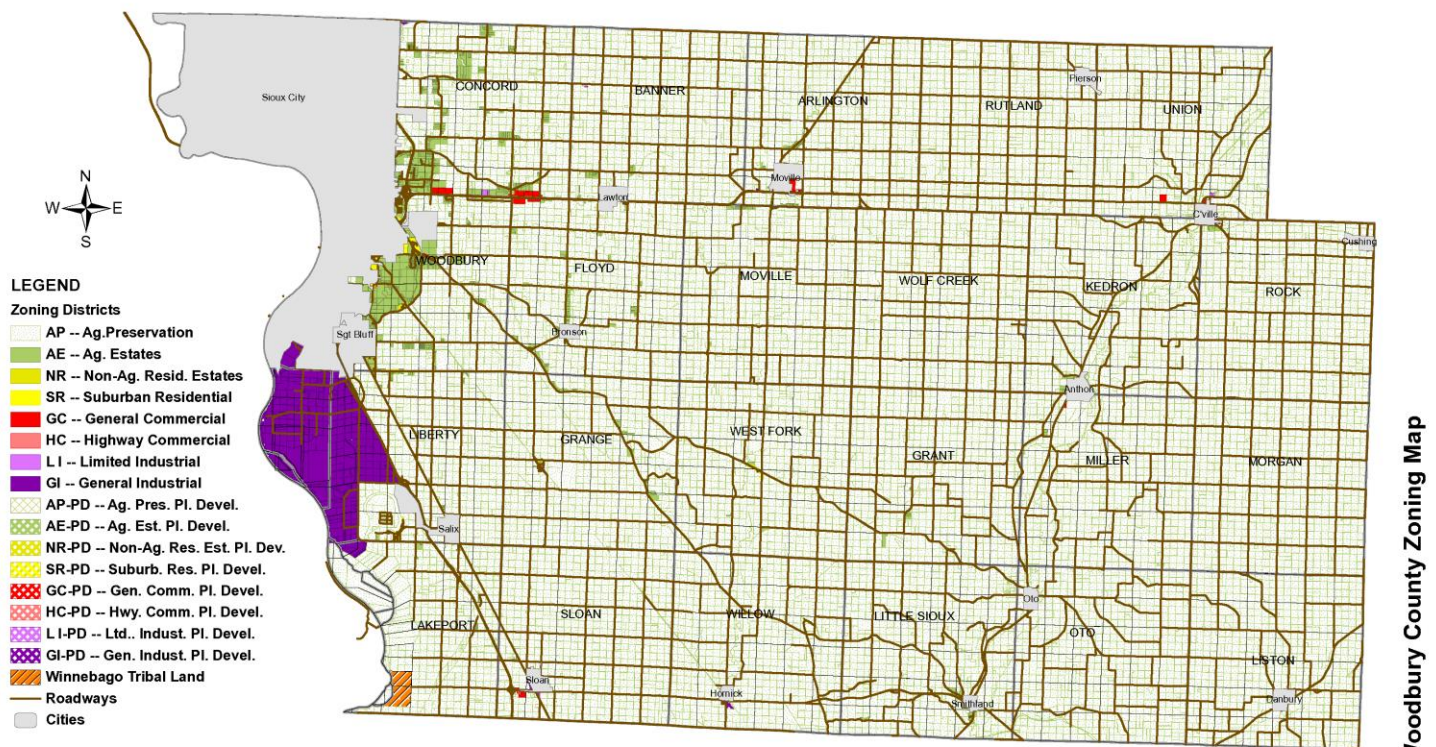 Sioux City
CONCORD
BANNER
ARLINGTON
RUTLAND
Pierson
UNION
Moville
Lawton
C'ville
Cushing
N
W E
S
WOODBURY
FLOYD
MOVILLE
WOLF CREEK
KEDRON
ROCK
Sgt Bluff
Bronson
Anthon
LIBERTY
GRANGE
WEST FORK
GRANT
MILLER
MORGAN
Salix
LAKEPORT
SLOAN
WILLOW
LITTLE SIOUX
Oto
OTO
LISTON
Sloan
Hornick
Smithland
Danbury
LEGEND
Zoning Districts
AP -- Ag.Preservation
AE -- Ag. Estates
NR -- Non-Ag. Resid. Estates
SR -- Suburban Residential
GC -- General Commercial
HC -- Highway Commercial
L I -- Limited Industrial
GI -- General Industrial
AP-PD -- Ag. Pres. Pl. Devel.
AE-PD -- Ag. Est. Pl. Devel.
NR-PD -- Non-Ag. Res. Est. Pl. Dev.
SR-PD -- Suburb. Res. Pl. Devel.
GC-PD -- Gen. Comm. Pl. Devel.
HC-PD -- Hwy. Comm. Pl. Devel.
L I-PD -- Ltd.. Indust. Pl. Devel.
GI-PD -- Gen. Indust. Pl. Devel.
Winnebago Tribal Land
Roadways
Cities
Woodbury County Zoning Map